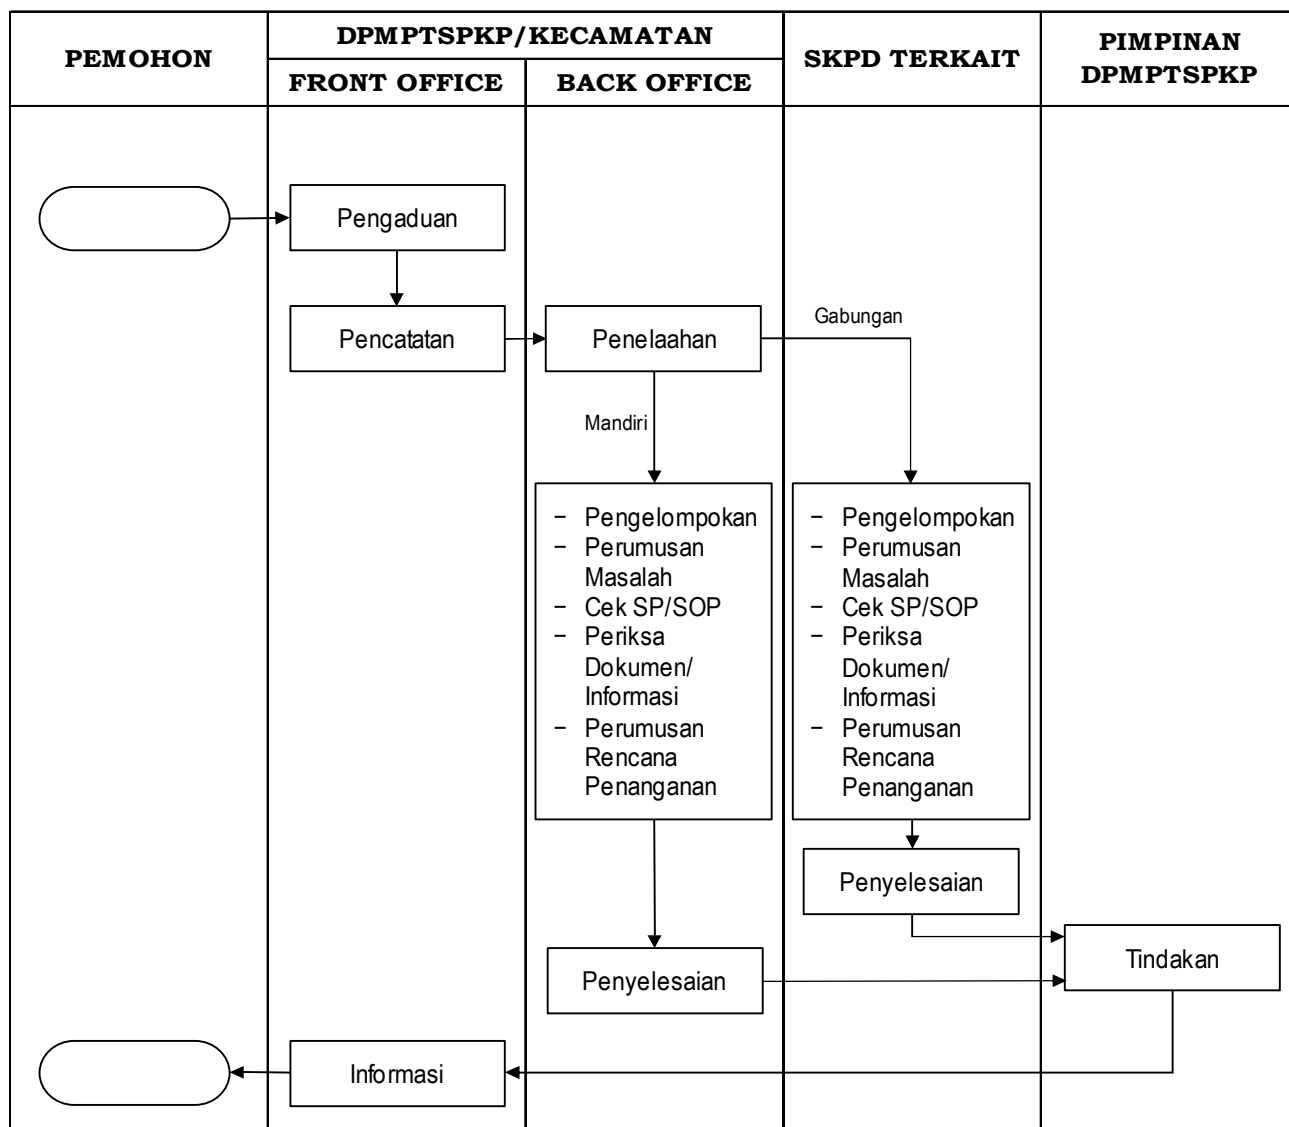 PEMOHON
DPMPTSPKP/KECAMATAN
FRONT OFFICE
BACK OFFICE
SKPD TERKAIT
PIMPINAN
DPMPTSPKP
Pengaduan
Pencatatan
Penelaahan
Gabungan
Mandiri
− Pengelompokan
− Perumusan
Masalah
− Cek SP/SOP
− Periksa
Dokumen/
Informasi
− Perumusan
Rencana
Penanganan
− Pengelompokan
− Perumusan
Masalah
− Cek SP/SOP
− Periksa
Dokumen/
Informasi
− Perumusan
Rencana
Penanganan
Penyelesaian
Penyelesaian
Tindakan
Informasi